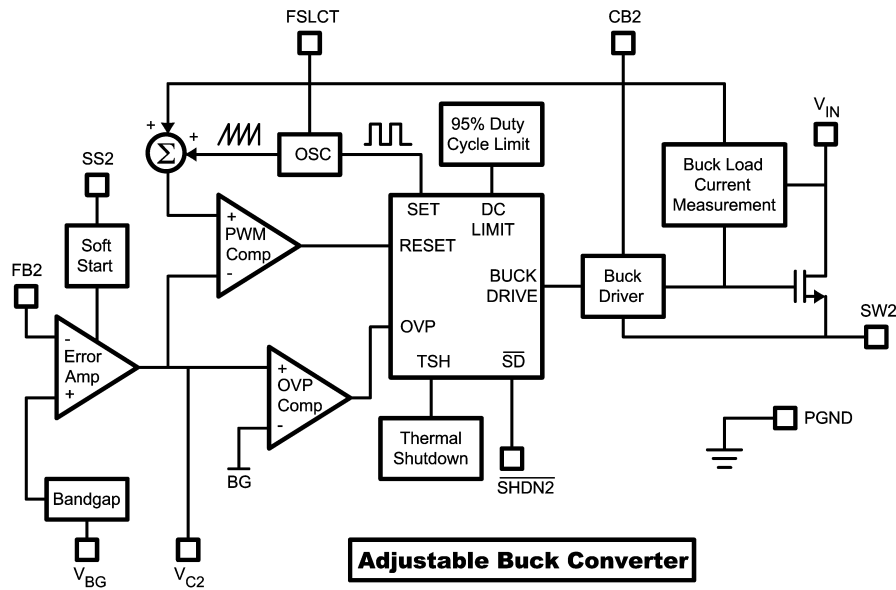 FSLCT
CB2
V_IN
+
+
Σ
OSC
95% Duty
Cycle Limit
Buck Load
Current
Measurement
SS2
Soft
Start
FB2
+
PWM
Comp
-
SET
DC
LIMIT
RESET
BUCK
DRIVE
OVP
TSH
S̅D̅
Buck
Driver
SW2
-
Error
Amp
+
+
OVP
Comp
-
BG
Thermal
Shutdown
S̅H̅D̅N̅2̅
PGND
Bandgap
V_BG
V_C2
Adjustable Buck Converter